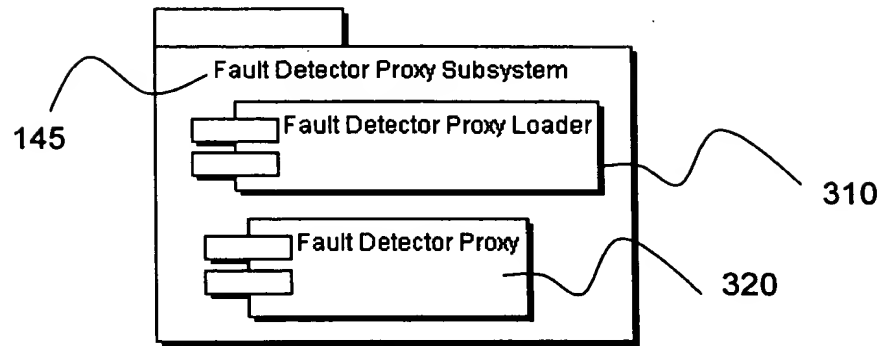 Fault Detector Proxy Subsystem
145
Fault Detector Proxy Loader
310
Fault Detector Proxy
320